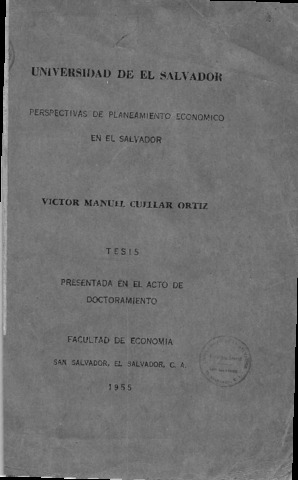 UNIVERSIDAD DE EL SALVADOR
PERSPECTIVAS DE PLANEAMIENTO ECONOMICO
EN EL SALVADOR
VICTOR MANUEL CUELLAR ORTIZ
TESIS
PRESENTADA EN EL ACTO DE
DOCTORAMIENTO
FACULTAD DE ECONOMIA
SAN SALVADOR, EL SALVADOR, C. A.
1955